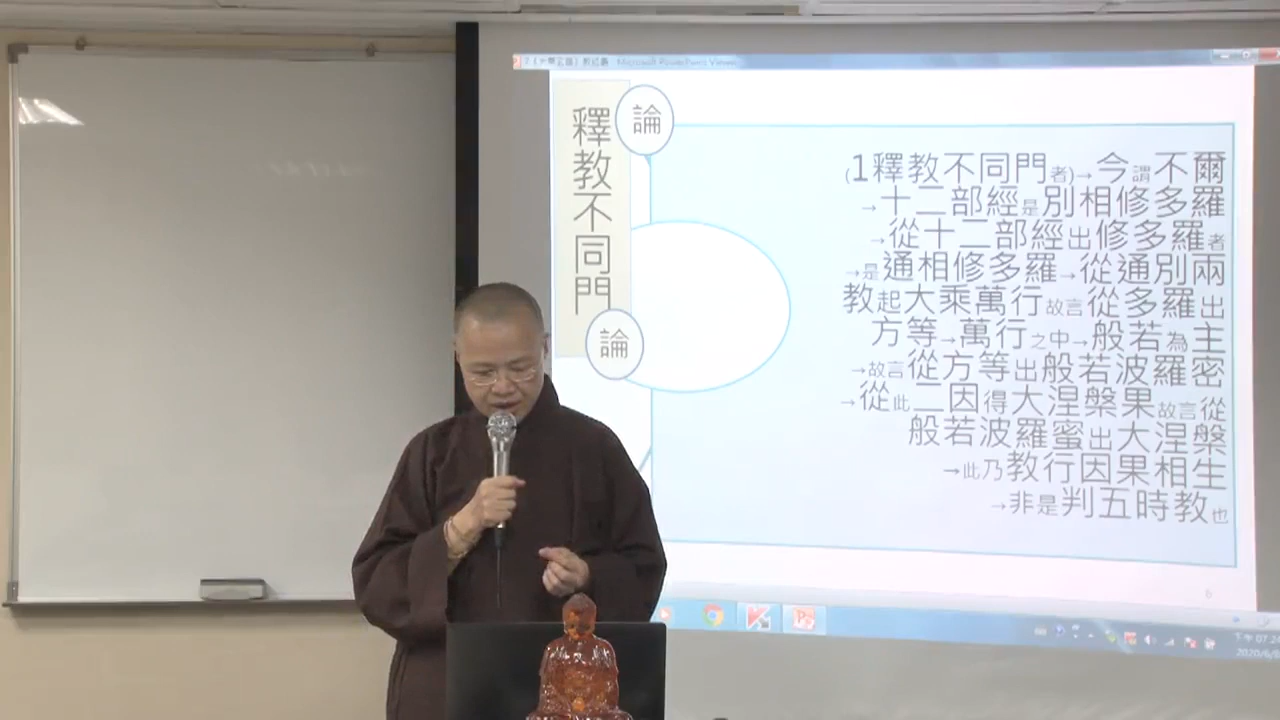 Microsoft PowerPoint Viewer
論
釋教不同門
論
(1釋教不同門者)→今謂不爾
→十二部經是別相修多羅
→從十二部經出修多羅者
→是通相修多羅→從通別兩
教起大乘萬行故言從多羅出
方等→萬行之中→般若為主
→故言從方等出般若波羅密
→從此二因得大涅槃果故言從
般若波羅蜜出大涅槃
→此乃教行因果相生
→非是判五時教也
6